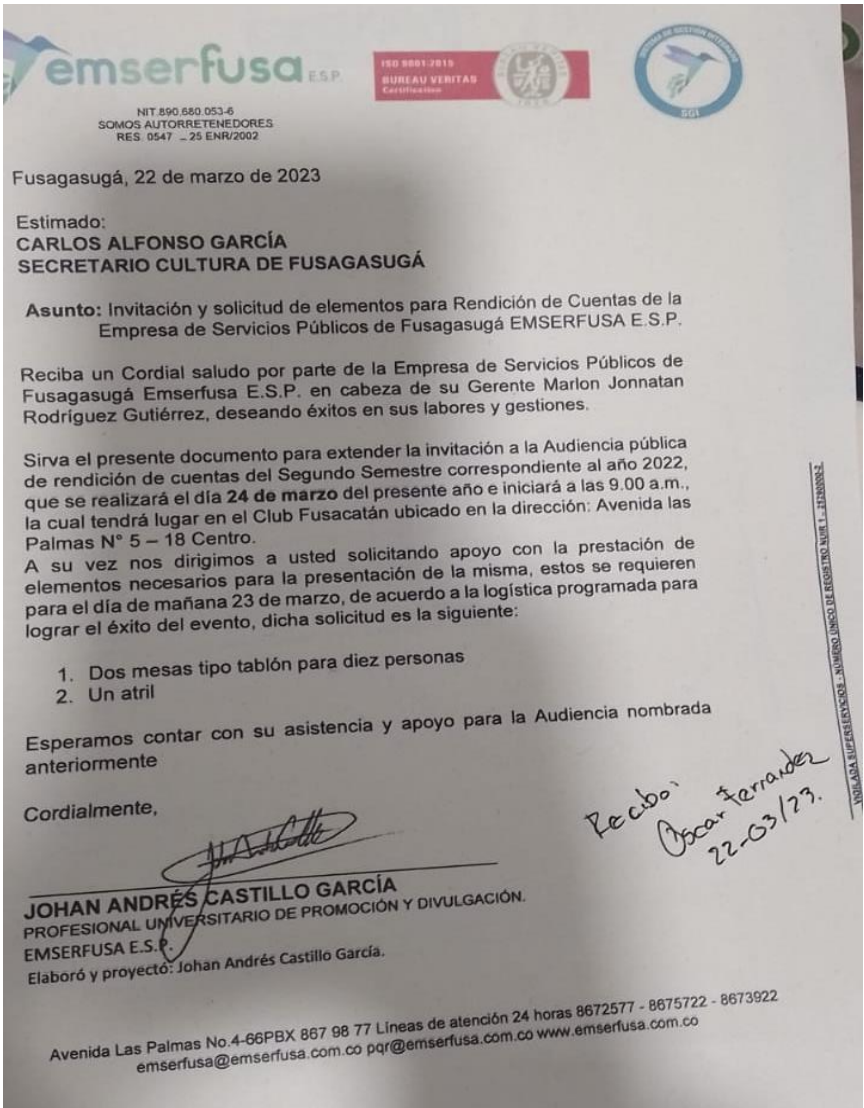 emserfusa E.S.P.
ISO 9001:2015
BUREAU VERITAS
Certification
SISTEMA DE GESTIÓN INTEGRADO
SGI
NIT.890.680.053-6
SOMOS AUTORRETENEDORES
RES. 0547 _ 25 ENR/2002
Fusagasugá, 22 de marzo de 2023
Estimado:
CARLOS ALFONSO GARCÍA
SECRETARIO CULTURA DE FUSAGASUGÁ
Asunto: Invitación y solicitud de elementos para Rendición de Cuentas de la
Empresa de Servicios Públicos de Fusagasugá EMSERFUSA E.S.P.
Reciba un Cordial saludo por parte de la Empresa de Servicios Públicos de
Fusagasugá Emserfusa E.S.P. en cabeza de su Gerente Marlon Jonnatan
Rodríguez Gutiérrez, deseando éxitos en sus labores y gestiones.
Sirva el presente documento para extender la invitación a la Audiencia pública
de rendición de cuentas del Segundo Semestre correspondiente al año 2022,
que se realizará el día 24 de marzo del presente año e iniciará a las 9.00 a.m.,
la cual tendrá lugar en el Club Fusacatán ubicado en la dirección: Avenida las
Palmas N° 5 – 18 Centro.
A su vez nos dirigimos a usted solicitando apoyo con la prestación de
elementos necesarios para la presentación de la misma, estos se requieren
para el día de mañana 23 de marzo, de acuerdo a la logística programada para
lograr el éxito del evento, dicha solicitud es la siguiente:
1. Dos mesas tipo tablón para diez personas
2. Un atril
Esperamos contar con su asistencia y apoyo para la Audiencia nombrada
anteriormente
Cordialmente,
Recibo:
Oscar Fernandez
22-03/23.
JOHAN ANDRÉS CASTILLO GARCÍA
PROFESIONAL UNIVERSITARIO DE PROMOCIÓN Y DIVULGACIÓN.
EMSERFUSA E.S.P.
Elaboró y proyectó: Johan Andrés Castillo García.
Avenida Las Palmas No.4-66PBX 867 98 77 Líneas de atención 24 horas 8672577 - 8675722 - 8673922
emserfusa@emserfusa.com.co pqr@emserfusa.com.co www.emserfusa.com.co
VIGILADA SUPERSERVICIOS - NUMERO ÚNICO DE REGISTRO NUIR 1 _ 25290000-2